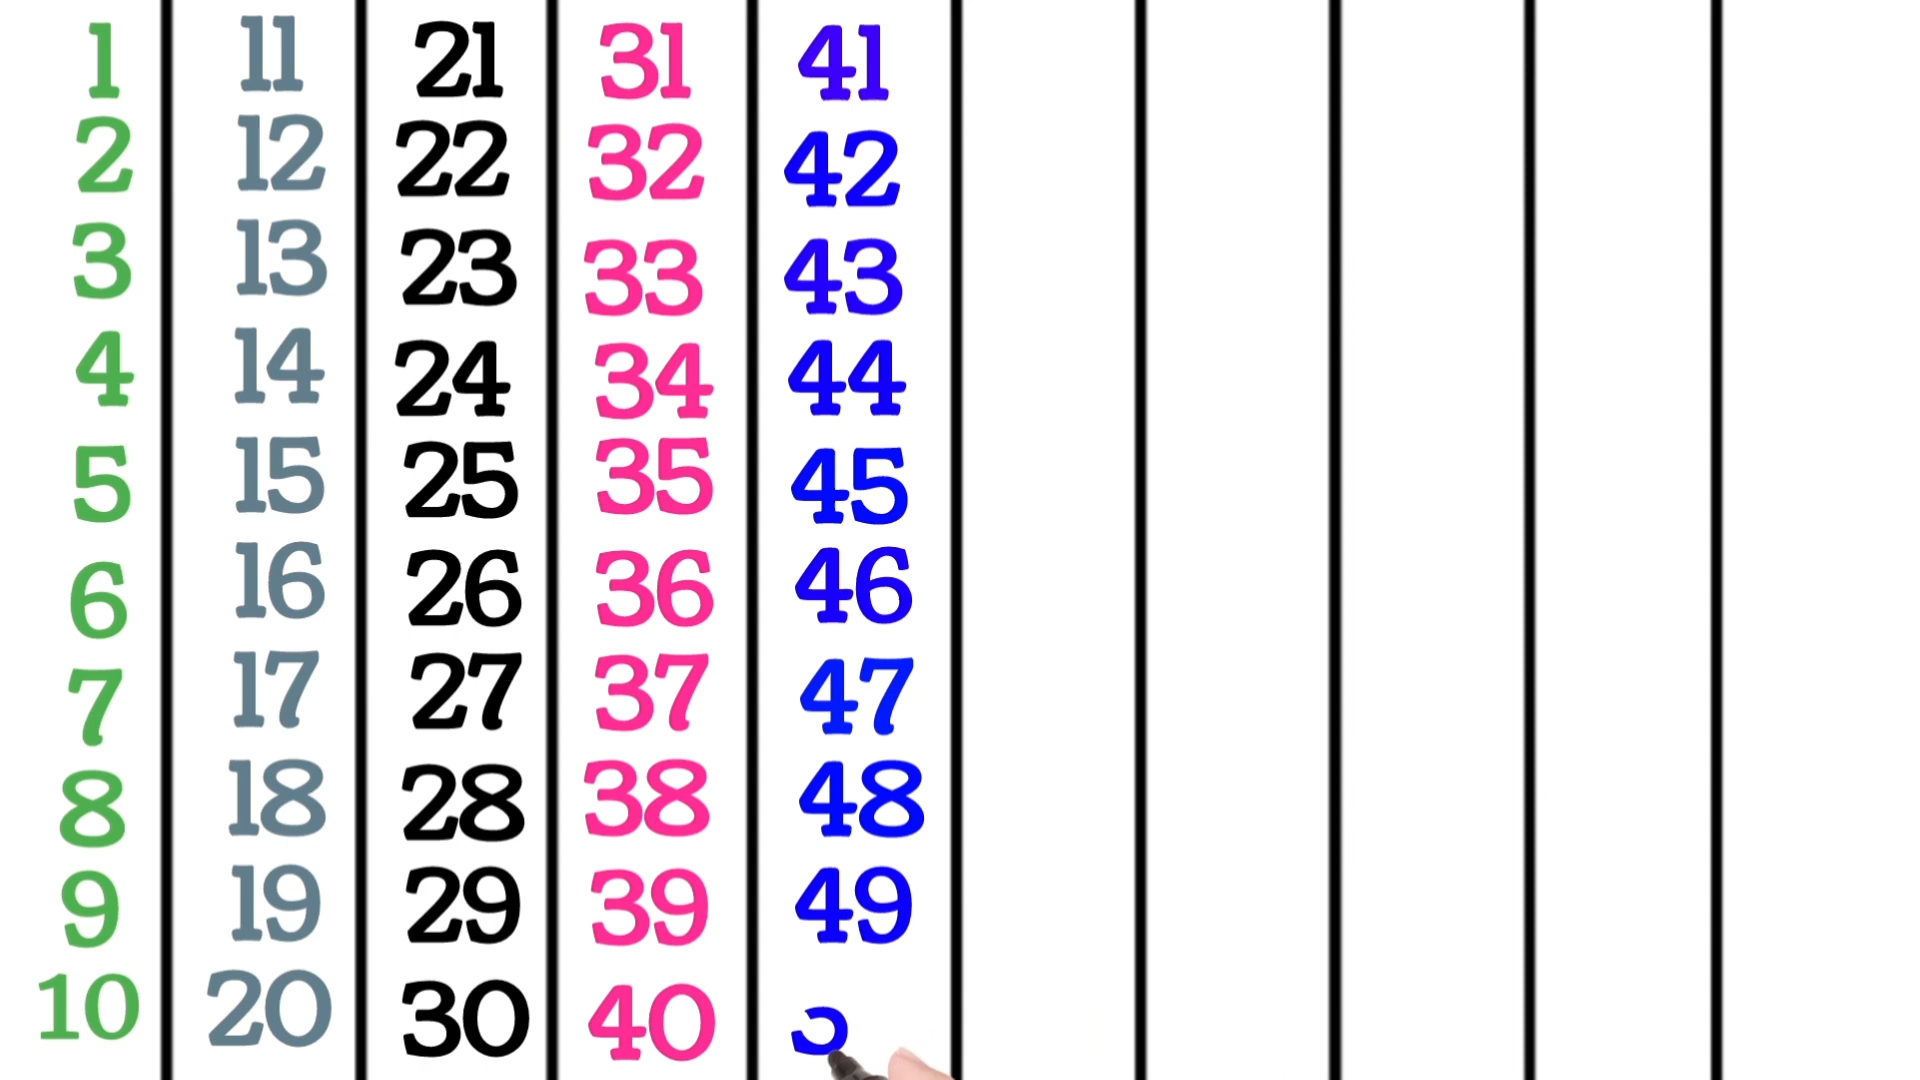 1 11 21 31 41
2 12 22 32 42
3 13 23 33 43
4 14 24 34 44
5 15 25 35 45
6 16 26 36 46
7 17 27 37 47
8 18 28 38 48
9 19 29 39 49
10 20 30 40